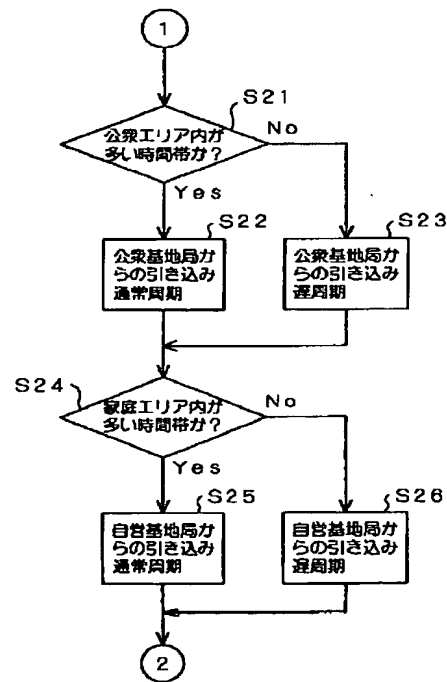 1
S21
公衆エリア内が
多い時間帯か?
No
Yes
S22
公衆基地局か
らの引き込み
通常周期
S23
公衆基地局か
らの引き込み
遅周期
S24
家庭エリア内が
多い時間帯か?
No
Yes
S25
自営基地局か
らの引き込み
通常周期
S26
自営基地局か
らの引き込み
遅周期
2